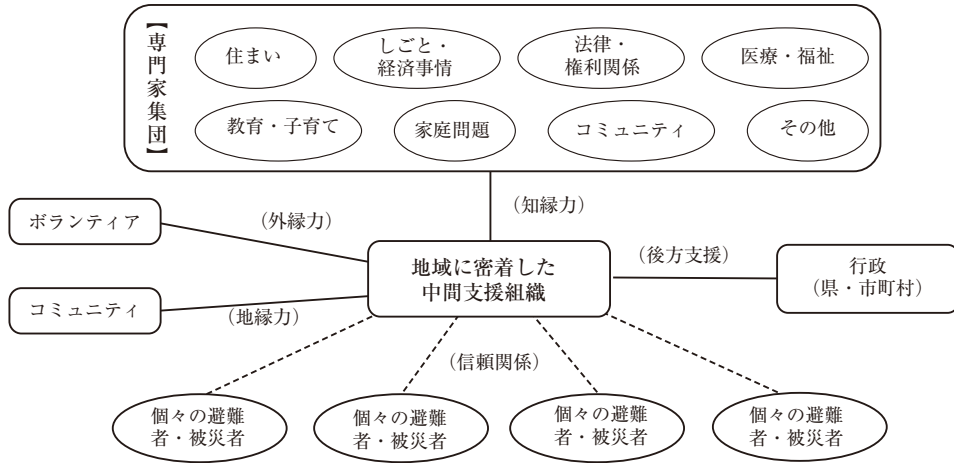 【専門家集団】
住まい
しごと・
経済事情
法律・
権利関係
医療・福祉
教育・子育て
家庭問題
コミュニティ
その他
（知縁力）
ボランティア
（外縁力）
地域に密着した
中間支援組織
（後方支援）
行政
（県・市町村）
コミュニティ
（地縁力）
（信頼関係）
個々の避難
者・被災者
個々の避難
者・被災者
個々の避難
者・被災者
個々の避難
者・被災者